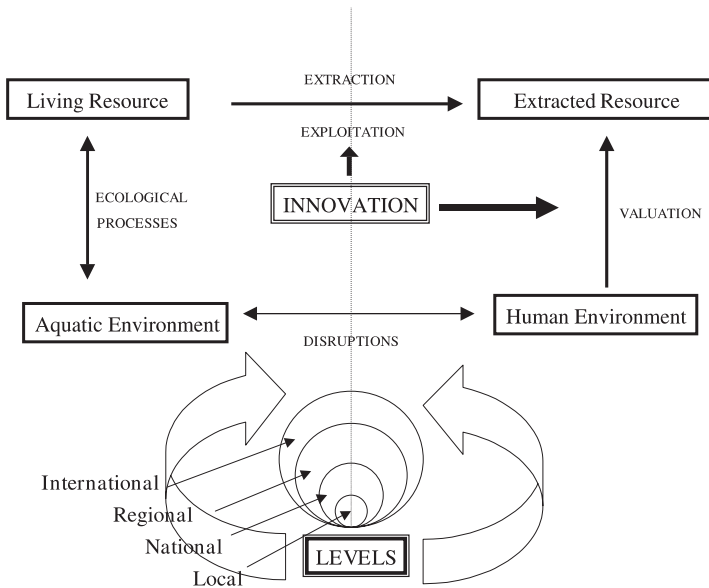 EXTRACTION
Living Resource
Extracted Resource
EXPLOITATION
INNOVATION
ECOLOGICAL
PROCESSES
VALUATION
Aquatic Environment
Human Environment
DISRUPTIONS
International
Regional
National
Local
LEVELS